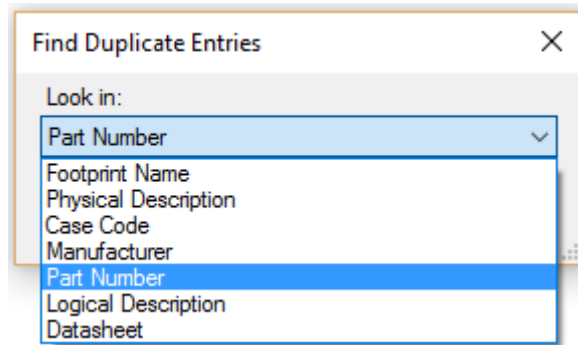 Find Duplicate Entries
Look in:
Part Number
Footprint Name
Physical Description
Case Code
Manufacturer
Part Number
Logical Description
Datasheet